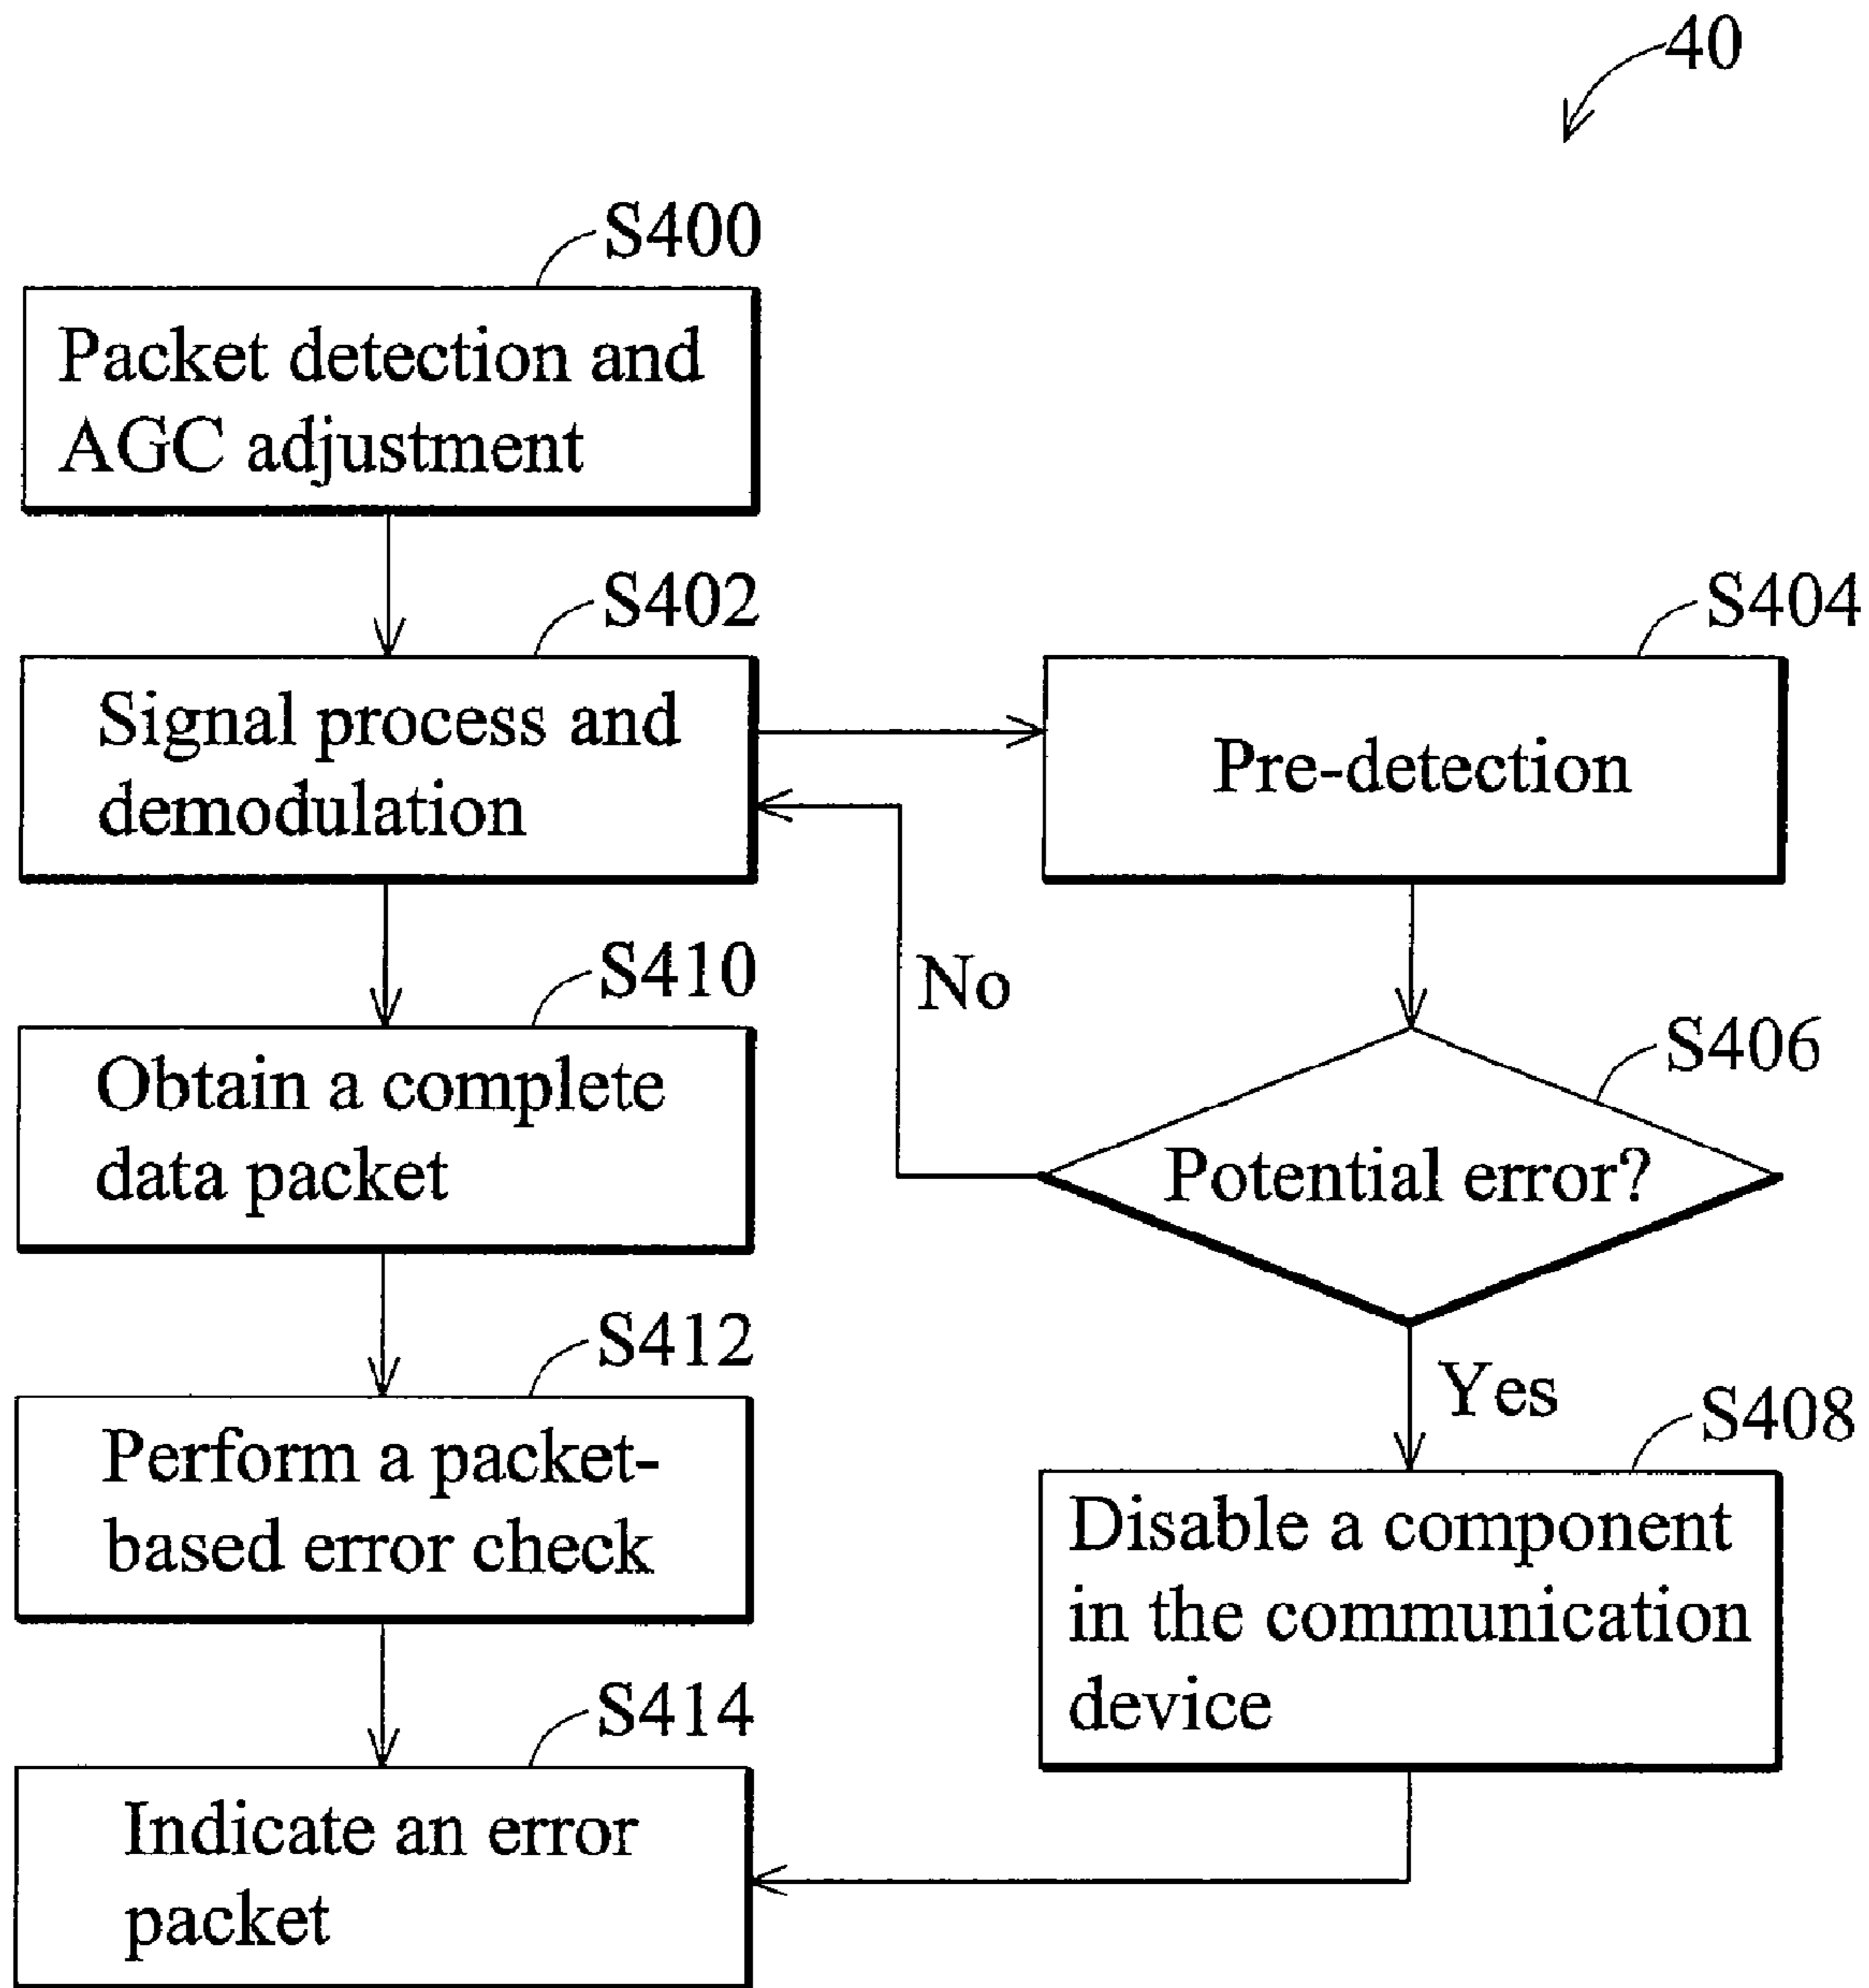 40
S400
Packet detection and
AGC adjustment
S402
Signal process and
demodulation
S404
Pre-detection
S410
Obtain a complete
data packet
No
S406
Potential error?
Yes
S412
Perform a packet-
based error check
S408
Disable a component
in the communication
device
S414
Indicate an error
packet